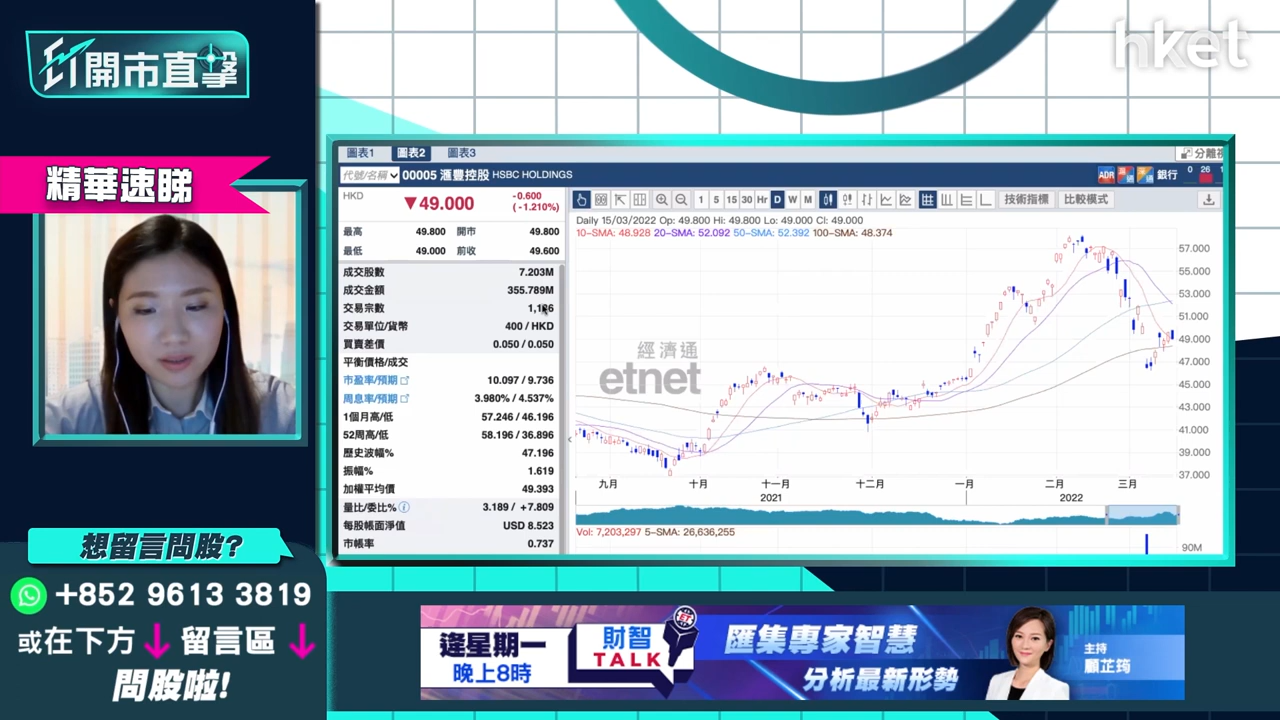 hket
ET開市直擊
精華速睇
圖表1 圖表2 圖表3
分離視
代號/名稱 00005 滙豐控股 HSBC HOLDINGS
ADR 銀行 0 26
HKD ▼49.000 -0.600
( -1.210%)
最高 49.800 開市 49.800
最低 49.000 前收 49.600
成交股數 7.203M
成交金額 355.789M
交易宗數
交易單位/貨幣 400 / HKD
買賣差價 0.050 / 0.050
平衡價格/成交
市盈率/預期 10.097 / 9.736
周息率/預期 3.980% / 4.537%
1個月高/低 57.246 / 46.196
52周高/低 58.196 / 36.896
歷史波幅% 47.196
振幅% 1.619
加權平均價 49.393
量比/委比% 3.189 / +7.809
每股帳面淨值 USD 8.523
市帳率 0.737
1 5 15 30 Hr D W M 技術指標 比較模式
Daily 15/03/2022 Op: 49.800 Hi: 49.800 Lo: 49.000 Cl: 49.000
10-SMA: 48.928 20-SMA: 52.092 50-SMA: 52.392 100-SMA: 48.374
57.000
55.000
53.000
51.000
49.000
47.000
45.000
43.000
41.000
39.000
37.000
經濟通
etnet
九月 十月 十一月 十二月 一月 二月 三月
2021 2022
Vol: 7,203,297 5-SMA: 26,636,255
90M
想留言問股?
+852 9613 3819
或在下方 留言區
問股啦!
逢星期一
晚上8時
財智
TALK
匯集專家智慧
分析最新形勢
主持
顧芷筠